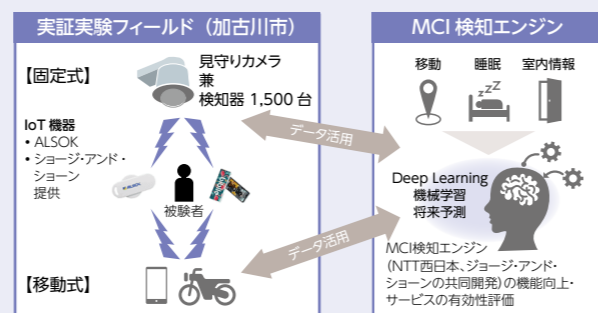 実証実験フィールド（加古川市）
【固定式】
見守りカメラ
兼
検知器 1,500 台
IoT 機器
• ALSOK
• ショージ・アンド・
ショーン
提供
被験者
【移動式】
データ活用
データ活用
MCI 検知エンジン
移動
睡眠
室内情報
zzZ
Deep Learning
機械学習
将来予測
MCI検知エンジン
（NTT西日本、ジョージ・アンド・
ショーンの共同開発）の機能向上・
サービスの有効性評価